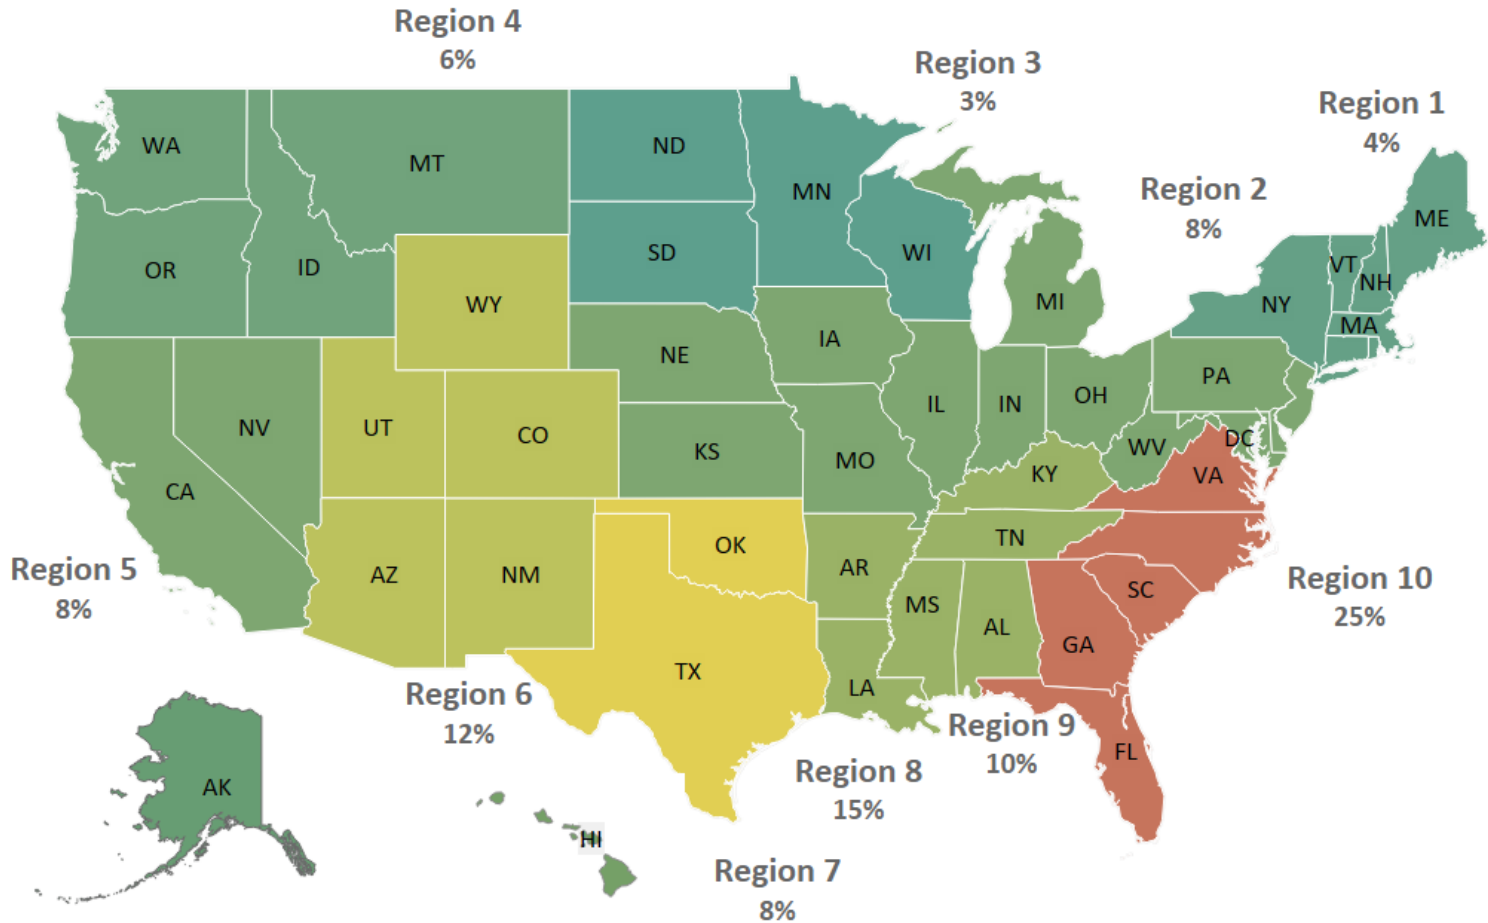 Region 4
6%
Region 3
3%
Region 1
4%
Region 2
8%
WA
MT
ND
MN
ME
OR
ID
SD
WI
VT
NH
WY
MI
NY
MA
NE
IA
PA
NV
UT
CO
IL
IN
OH
KS
MO
WV
DC
CA
KY
VA
OK
TN
Region 5
8%
AZ
NM
AR
MS
SC
Region 10
25%
AL
GA
TX
LA
Region 6
12%
Region 9
10%
FL
Region 8
15%
AK
HI
Region 7
8%